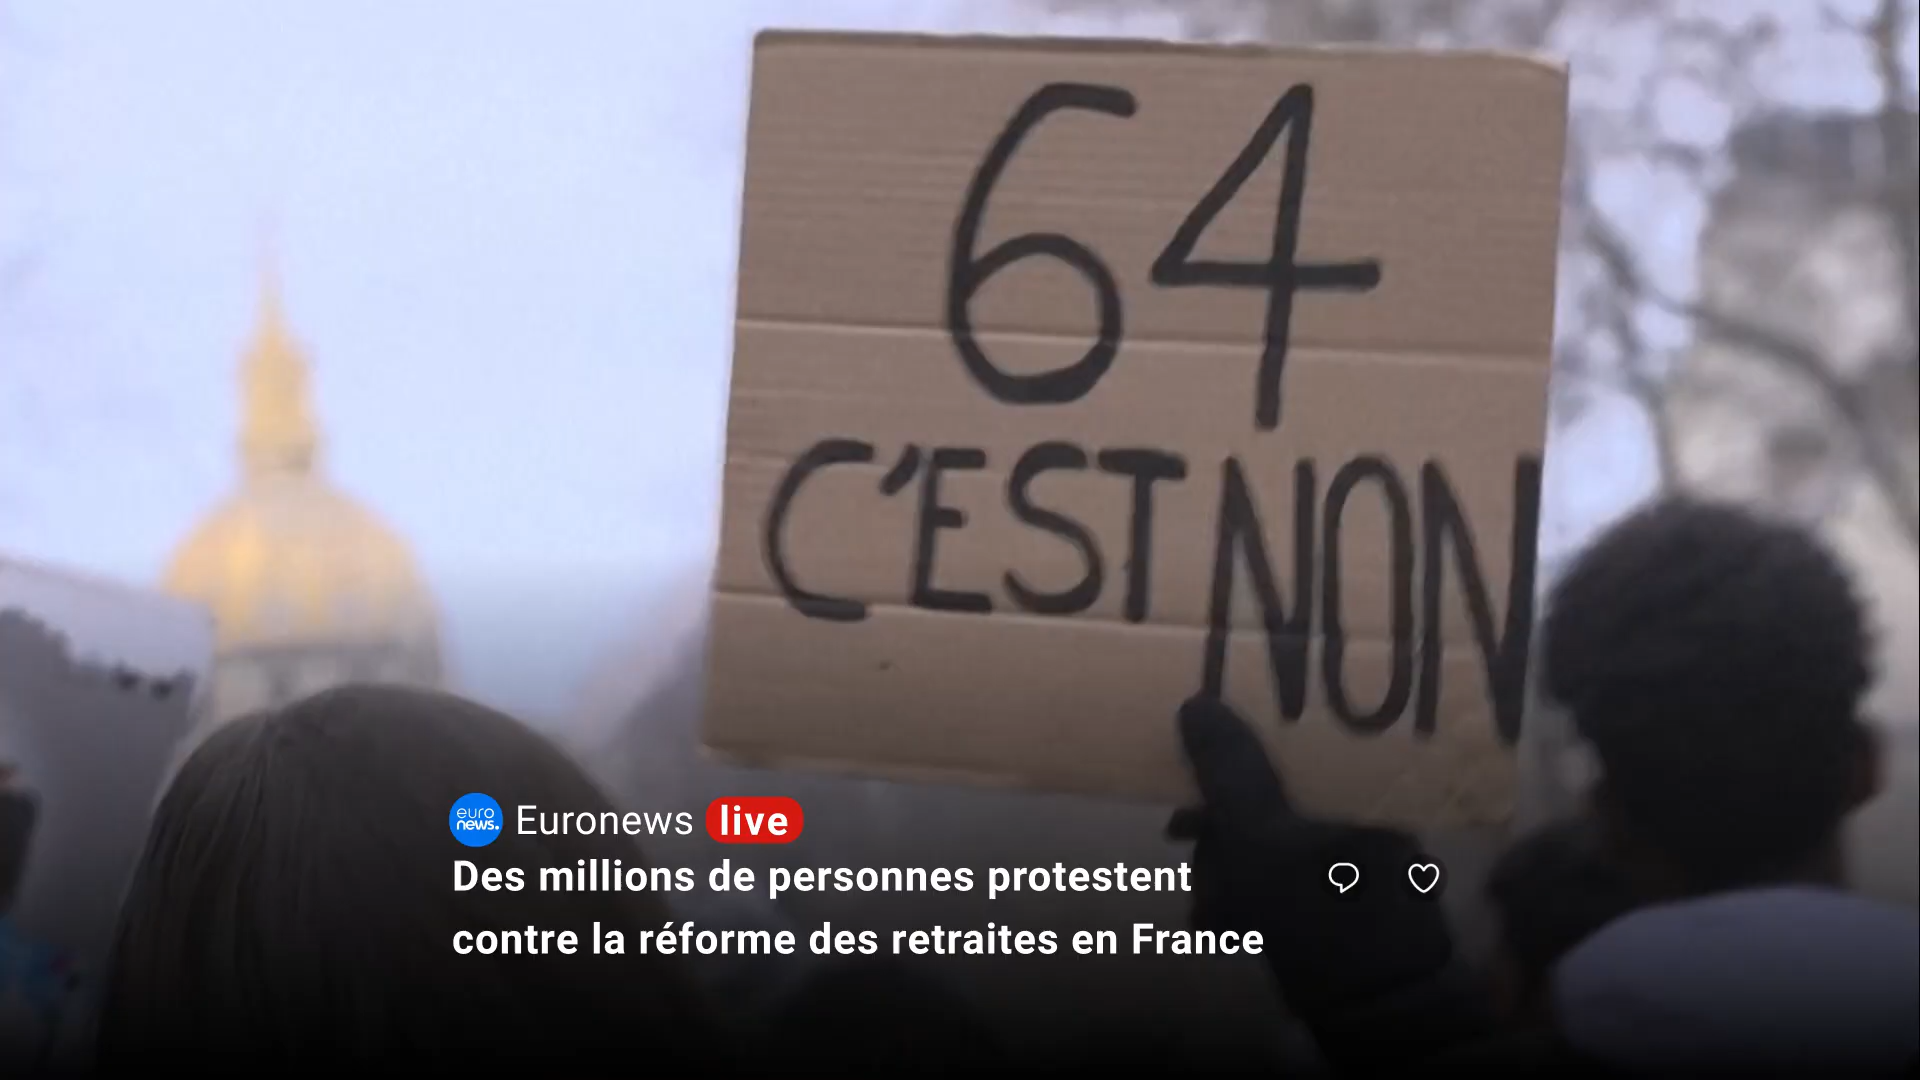 64
C'EST NON
euro
news.
Euronews live
Des millions de personnes protestent
contre la réforme des retraites en France